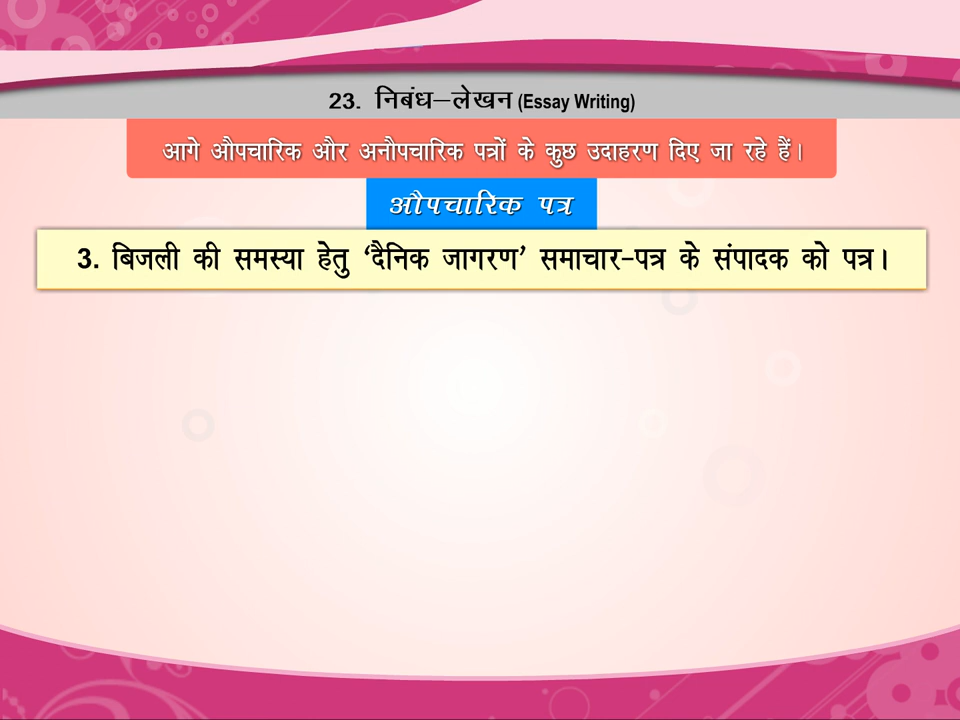 23. निबंध–लेखन (Essay Writing)
आगे औपचारिक और अनौपचारिक पत्रों के कुछ उदाहरण दिए जा रहे हैं।
औपचारिक पत्र
3. बिजली की समस्या हेतु ‘दैनिक जागरण’ समाचार-पत्र के संपादक को पत्र।